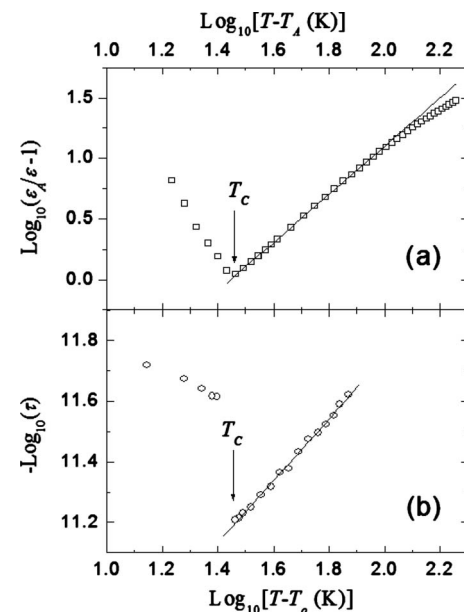 Log10[T-TA (K)]
1.0 1.2 1.4 1.6 1.8 2.0 2.2
Log10(εA/ε-1)
1.5
1.0
0.5
0.0
TC
(a)
-Log10(τ)
11.8
11.6
11.4
11.2
TC
(b)
1.0 1.2 1.4 1.6 1.8 2.0 2.2
Log10[T-T (K)]